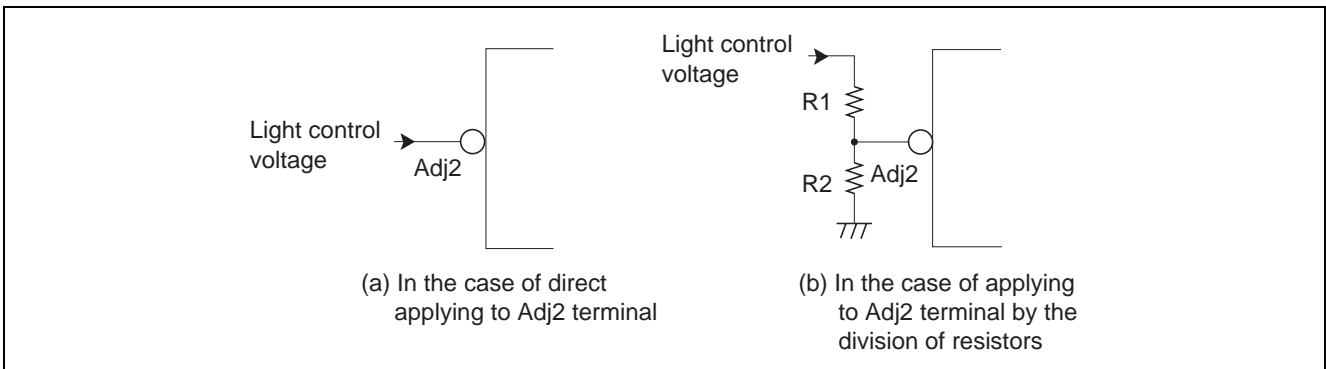 Light control
voltage
Adj2
(a) In the case of direct
applying to Adj2 terminal
Light control
voltage
R1
R2
Adj2
(b) In the case of applying
to Adj2 terminal by the
division of resistors